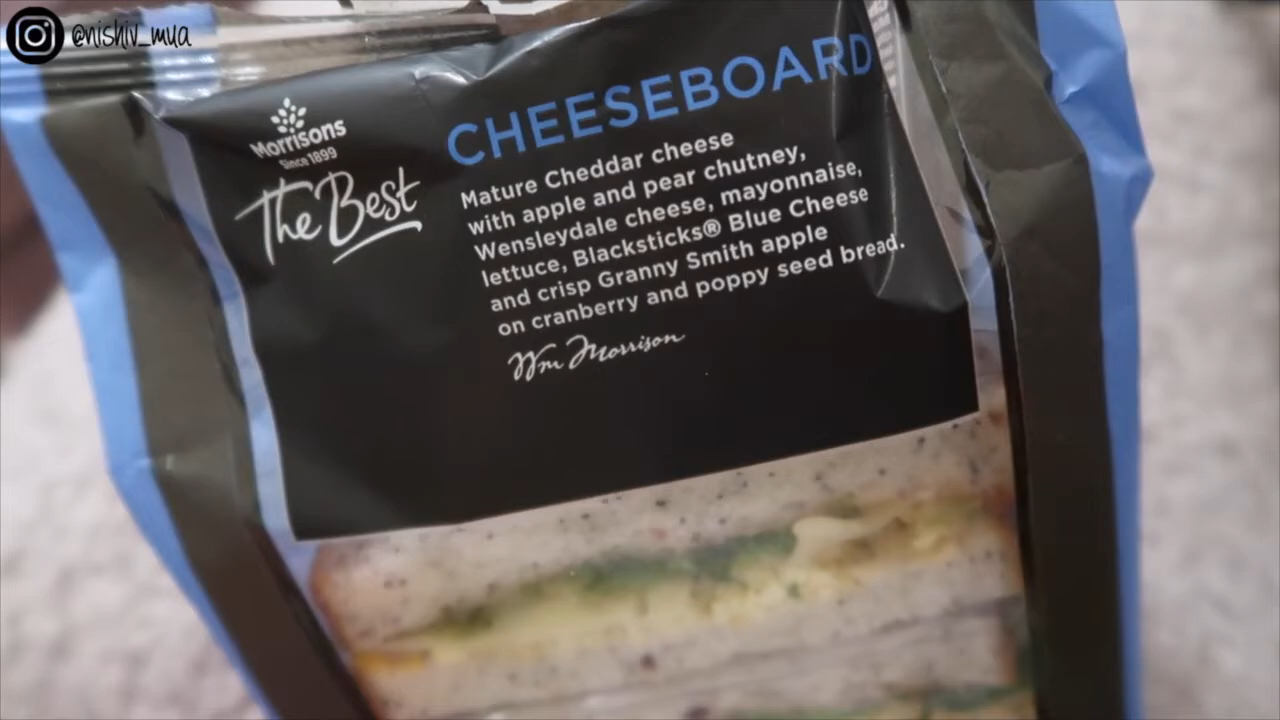 @nishiv_mua
Morrisons
Since 1899
The Best
CHEESEBOARD
Mature Cheddar cheese
with apple and pear chutney,
Wensleydale cheese, mayonnaise,
lettuce, Blacksticks® Blue Cheese
and crisp Granny Smith apple
on cranberry and poppy seed bread.
Wm Morrison